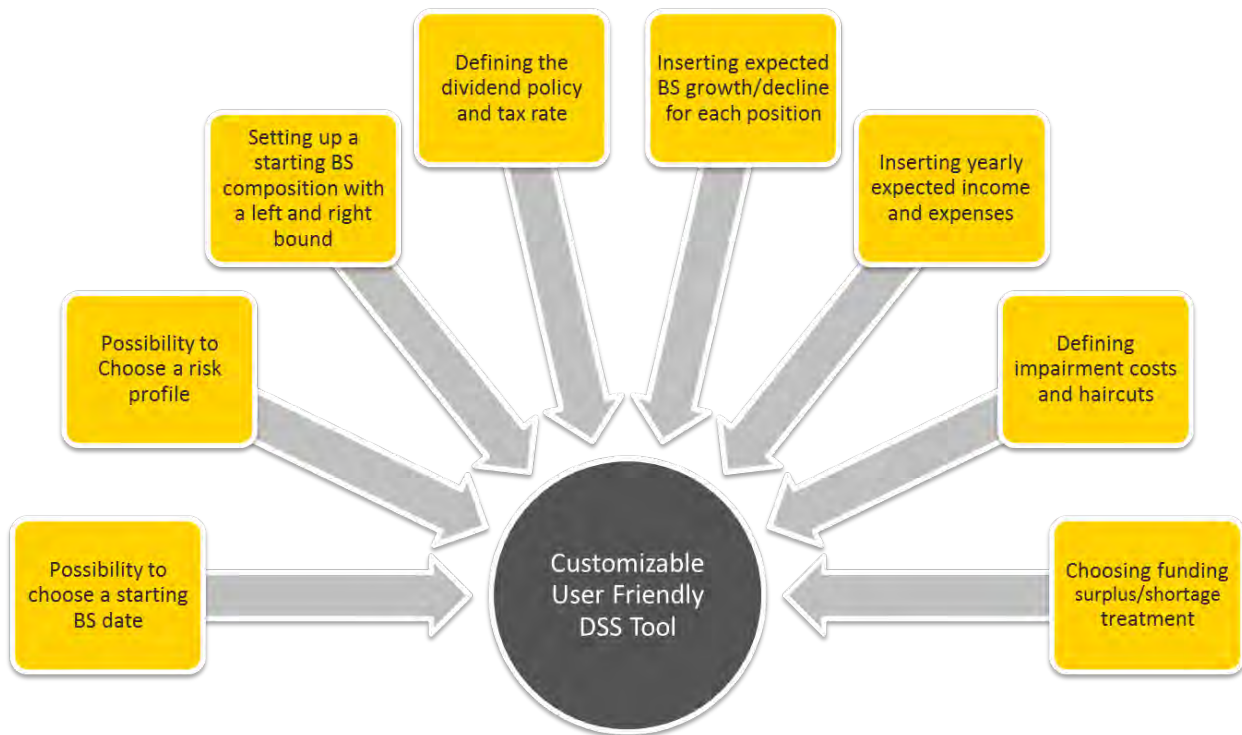 Defining the
dividend policy
and tax rate
Inserting expected
BS growth/decline
for each position
Setting up a
starting BS
composition with
a left and right
bound
Inserting yearly
expected income
and expenses
Possibility to
Choose a risk
profile
Defining
impairment costs
and haircuts
Possibility to
choose a starting
BS date
Customizable
User Friendly
DSS Tool
Choosing funding
surplus/shortage
treatment